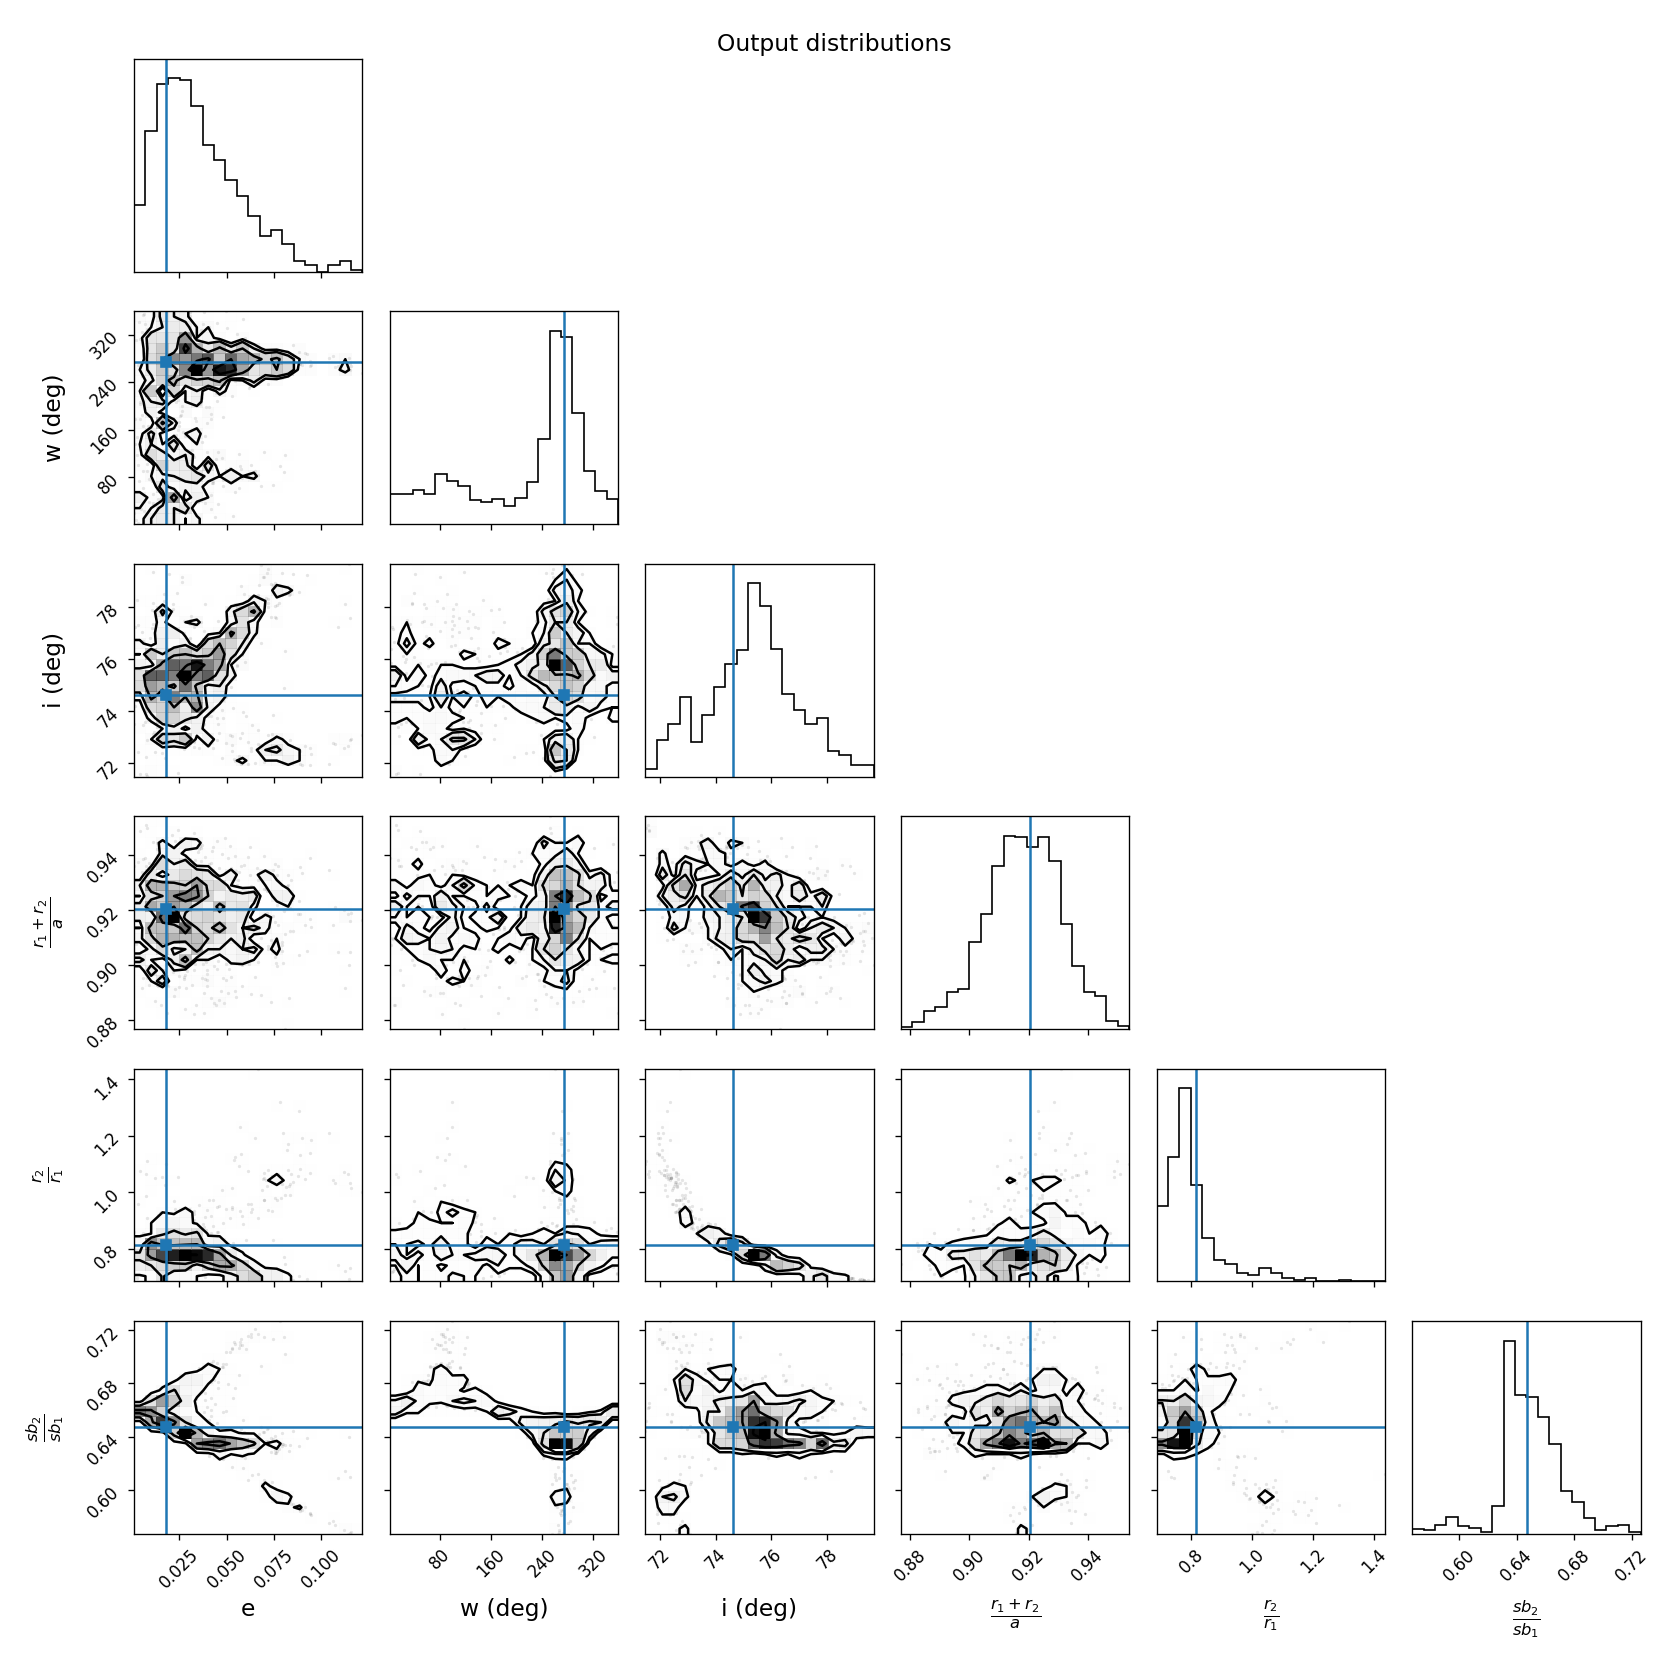 Output distributions
320
240
160
80
w (deg)
78
76
74
72
i (deg)
0.94
0.92
0.90
0.88
r₁ + r₂
a
1.4
1.2
1.0
0.8
r₂
r₁
0.72
0.68
0.64
0.60
sb₂
sb₁
0.025 0.050 0.075 0.100 80 160 240 320 72 74 76 78 0.88 0.90 0.92 0.94 0.8 1.0 1.2 1.4 0.60 0.64 0.68 0.72
e w (deg) i (deg)
r₁ + r₂ r₂ sb₂
a r₁ sb₁